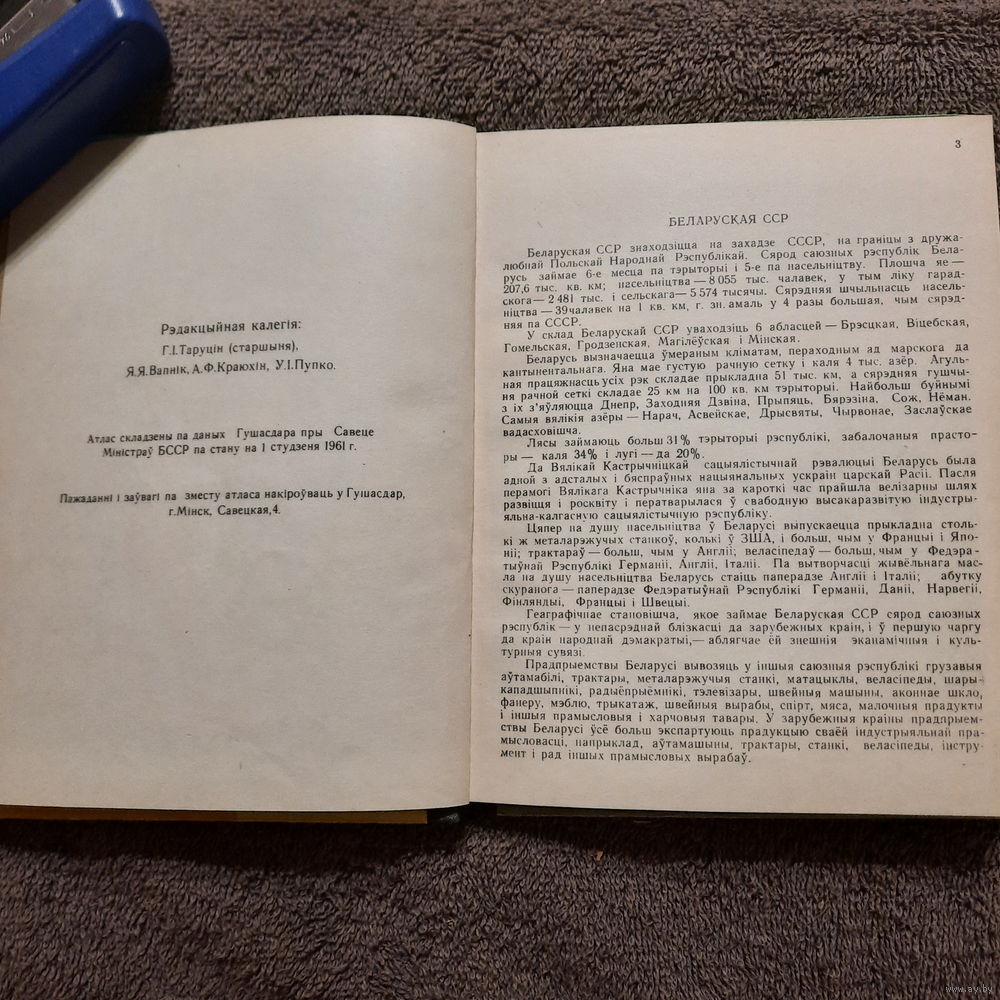 Рэдакцыйная калегія:
Г.І.Таруцін (старшыня),
Я.Я.Вапнік, А.Ф.Краюхін, У.І.Пупко.
Атлас складзены па даных Гушасдара пры Савеце
Міністраў БССР па стану на 1 студзеня 1961 г.
Пажаданні і заўвагі па зместу атласа накіроўваць у Гушасдар,
г.Мінск, Савецкая,4.
3
БЕЛАРУСКАЯ ССР
Беларуская ССР знаходзіцца на захадзе СССР, на граніцы з дружа-
любнай Польскай Народнай Рэспублікай. Сярод саюзных рэспублік Бела-
русь займае 6-е месца па тэрыторыі і 5-е па насельніцтву. Плошча яе —
207,6 тыс. кв. км; насельніцтва — 8 055 тыс. чалавек, у тым ліку гарад-
скога — 2 481 тыс. і сельскага — 5 574 тысячы. Сярэдняя шчыльнасць насель-
ніцтва — 39 чалавек на 1 кв. км, г. зн. амаль у 4 разы большая, чым сярэд-
няя па СССР.
У склад Беларускай ССР уваходзіць 6 абласцей — Брэсцкая, Віцебская,
Гомельская, Гродзенская, Магілёўская і Мінская.
Беларусь вызначаецца ўмераным кліматам, пераходным ад марскога да
кантынентальнага. Яна мае густую рачную сетку і каля 4 тыс. азёр. Агуль-
ная працяжнасць усіх рэк складае прыкладна 51 тыс. км, а сярэдняя гушчы-
ня рачной сеткі складае 25 км на 100 кв. км тэрыторыі. Найбольш буйнымі
з іх з'яўляюцца Днепр, Заходняя Дзвіна, Прыпяць, Бярэзіна, Сож, Нёман.
Самыя вялікія азёры — Нарач, Асвейскае, Дрысвяты, Чырвонае, Заслаўскае
вадасховішча.
Лясы займаюць больш 31% тэрыторыі рэспублікі, забалочаныя прасто-
ры — каля 34% і лугі — да 20%.
Да Вялікай Кастрычніцкай сацыялістычнай рэвалюцыі Беларусь была
адной з адсталых і бяспраўных нацыянальных ускраін царскай Расіі. Пасля
перамогі Вялікага Кастрычніка яна за кароткі час прайшла велізарны шлях
развіцця і росквіту і ператварылася ў свабодную высакаразвітую індустры-
яльна-калгасную сацыялістычную рэспубліку.
Цяпер на душу насельніцтва ў Беларусі выпускаецца прыкладна столь-
кі ж металарэжучых станкоў, колькі ў ЗША, і больш, чым у Францыі і Япо-
ніі; трактараў — больш, чым у Англіі; веласіпедаў — больш, чым у Федэра-
тыўнай Рэспубліцы Германіі, Англіі, Італіі. Па вытворчасці жывёльнага мас-
ла на душу насельніцтва Беларусь стаіць паперадзе Англіі і Італіі; абутку
скуранога — паперадзе Федэратыўнай Рэспублікі Германіі, Даніі, Нарвегіі,
Фінляндыі, Францыі і Швецыі.
Геаграфічнае становішча, якое займае Беларуская ССР сярод саюзных
рэспублік — у непасрэднай блізкасці да зарубежных краін, і ў першую чаргу
да краін народнай дэмакратыі, — аблягчае ёй знешнія эканамічныя і куль-
турныя сувязі.
Прадпрыемствы Беларусі вывозяць у іншыя саюзныя рэспублікі грузавыя
аўтамабілі, трактары, металарэжучыя станкі, матацыклы, веласіпеды, шары-
кападшыпнікі, радыёпрыёмнікі, тэлевізары, швейныя машыны, аконнае шкло,
фанеру, мэблю, трыкатаж, швейныя вырабы, спірт, мяса, малочныя прадукты
і іншыя прамысловыя і харчовыя тавары. У зарубежныя краіны прадпрыем-
ствы Беларусі ўсё больш экспартуюць прадукцыю сваёй індустрыяльнай пра-
мысловасці, напрыклад, аўтамашыны, трактары, станкі, веласіпеды, інстру-
мент і рад іншых прамысловых вырабаў.
www.ay.by